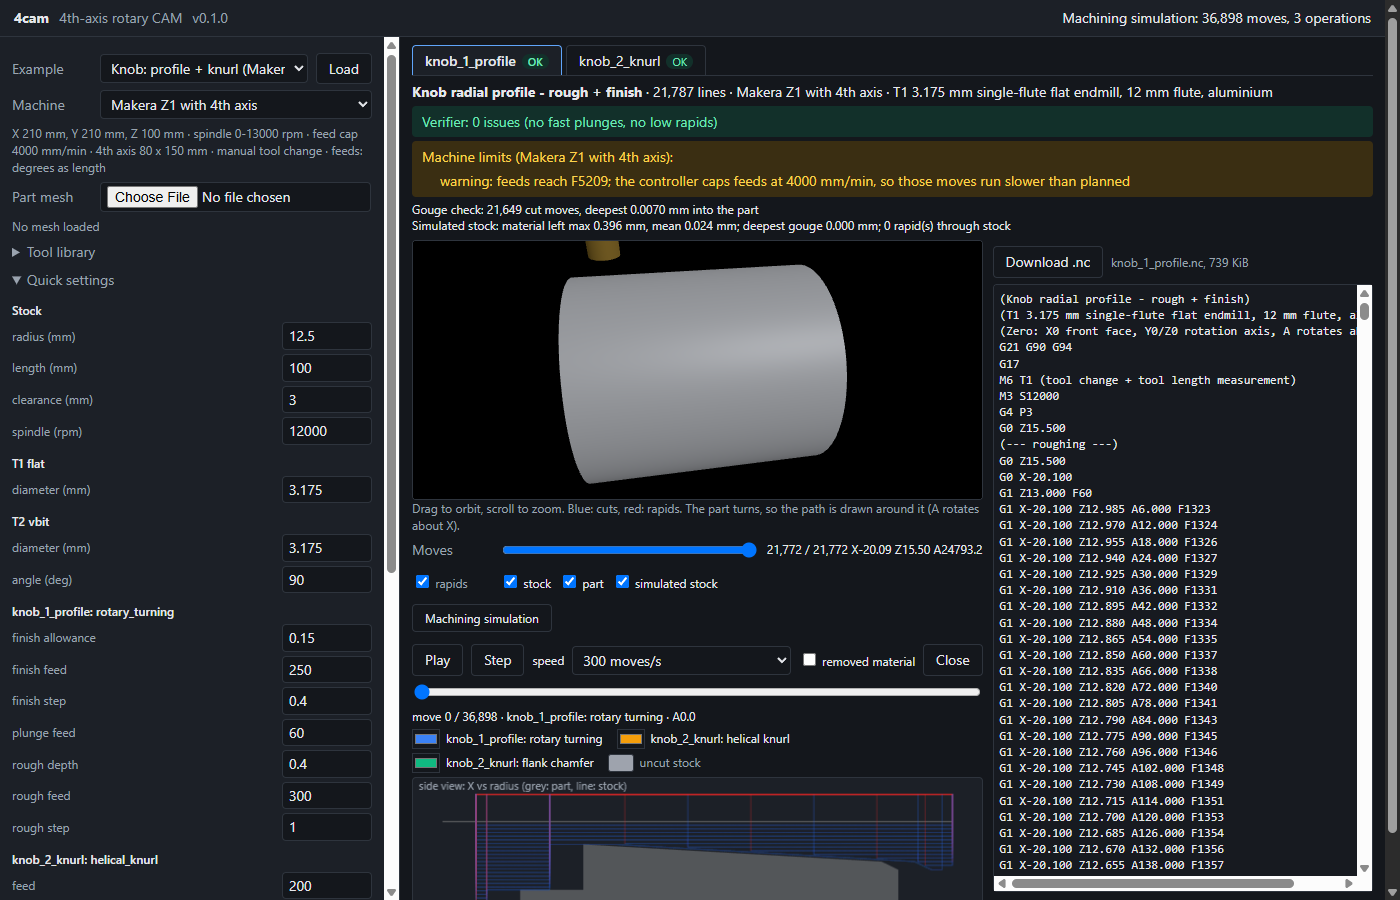 4cam 4th-axis rotary CAM v0.1.0
Machining simulation: 36,898 moves, 3 operations
Example
Knob: profile + knurl (Maker
Load
Machine
Makera Z1 with 4th axis
X 210 mm, Y 210 mm, Z 100 mm · spindle 0-13000 rpm · feed cap
4000 mm/min · 4th axis 80 x 150 mm · manual tool change · feeds:
degrees as length
Part mesh
Choose File No file chosen
No mesh loaded
Tool library
Quick settings
Stock
radius (mm) 12.5
length (mm) 100
clearance (mm) 3
spindle (rpm) 12000
T1 flat
diameter (mm) 3.175
T2 vbit
diameter (mm) 3.175
angle (deg) 90
knob_1_profile: rotary_turning
finish allowance 0.15
finish feed 250
finish step 0.4
plunge feed 60
rough depth 0.4
rough feed 300
rough step 1
knob_2_knurl: helical_knurl
feed 200
knob_1_profile OK
knob_2_knurl OK
Knob radial profile - rough + finish · 21,787 lines · Makera Z1 with 4th axis · T1 3.175 mm single-flute flat endmill, 12 mm flute, aluminium
Verifier: 0 issues (no fast plunges, no low rapids)
Machine limits (Makera Z1 with 4th axis):
warning: feeds reach F5209; the controller caps feeds at 4000 mm/min, so those moves run slower than planned
Gouge check: 21,649 cut moves, deepest 0.0070 mm into the part
Simulated stock: material left max 0.396 mm, mean 0.024 mm; deepest gouge 0.000 mm; 0 rapid(s) through stock
Drag to orbit, scroll to zoom. Blue: cuts, red: rapids. The part turns, so the path is drawn around it (A rotates
about X).
Moves
21,772 / 21,772 X-20.09 Z15.50 A24793.2
rapids
stock
part
simulated stock
Machining simulation
Play
Step
speed
300 moves/s
removed material
Close
move 0 / 36,898 · knob_1_profile: rotary turning · A0.0
knob_1_profile: rotary turning
knob_2_knurl: helical knurl
knob_2_knurl: flank chamfer
uncut stock
side view: X vs radius (grey: part, line: stock)
Download .nc
knob_1_profile.nc, 739 KiB
(Knob radial profile - rough + finish)
(T1 3.175 mm single-flute flat endmill, 12 mm flute, a
(Zero: X0 front face, Y0/Z0 rotation axis, A rotates a
G21 G90 G94
G17
M6 T1 (tool change + tool length measurement)
M3 S12000
G4 P3
G0 Z15.500
(--- roughing ---)
G0 Z15.500
G0 X-20.100
G1 Z13.000 F60
G1 X-20.100 Z12.985 A6.000 F1323
G1 X-20.100 Z12.970 A12.000 F1324
G1 X-20.100 Z12.955 A18.000 F1326
G1 X-20.100 Z12.940 A24.000 F1327
G1 X-20.100 Z12.925 A30.000 F1329
G1 X-20.100 Z12.910 A36.000 F1331
G1 X-20.100 Z12.895 A42.000 F1332
G1 X-20.100 Z12.880 A48.000 F1334
G1 X-20.100 Z12.865 A54.000 F1335
G1 X-20.100 Z12.850 A60.000 F1337
G1 X-20.100 Z12.835 A66.000 F1338
G1 X-20.100 Z12.820 A72.000 F1340
G1 X-20.100 Z12.805 A78.000 F1341
G1 X-20.100 Z12.790 A84.000 F1343
G1 X-20.100 Z12.775 A90.000 F1345
G1 X-20.100 Z12.760 A96.000 F1346
G1 X-20.100 Z12.745 A102.000 F1348
G1 X-20.100 Z12.730 A108.000 F1349
G1 X-20.100 Z12.715 A114.000 F1351
G1 X-20.100 Z12.700 A120.000 F1353
G1 X-20.100 Z12.685 A126.000 F1354
G1 X-20.100 Z12.670 A132.000 F1356
G1 X-20.100 Z12.655 A138.000 F1357